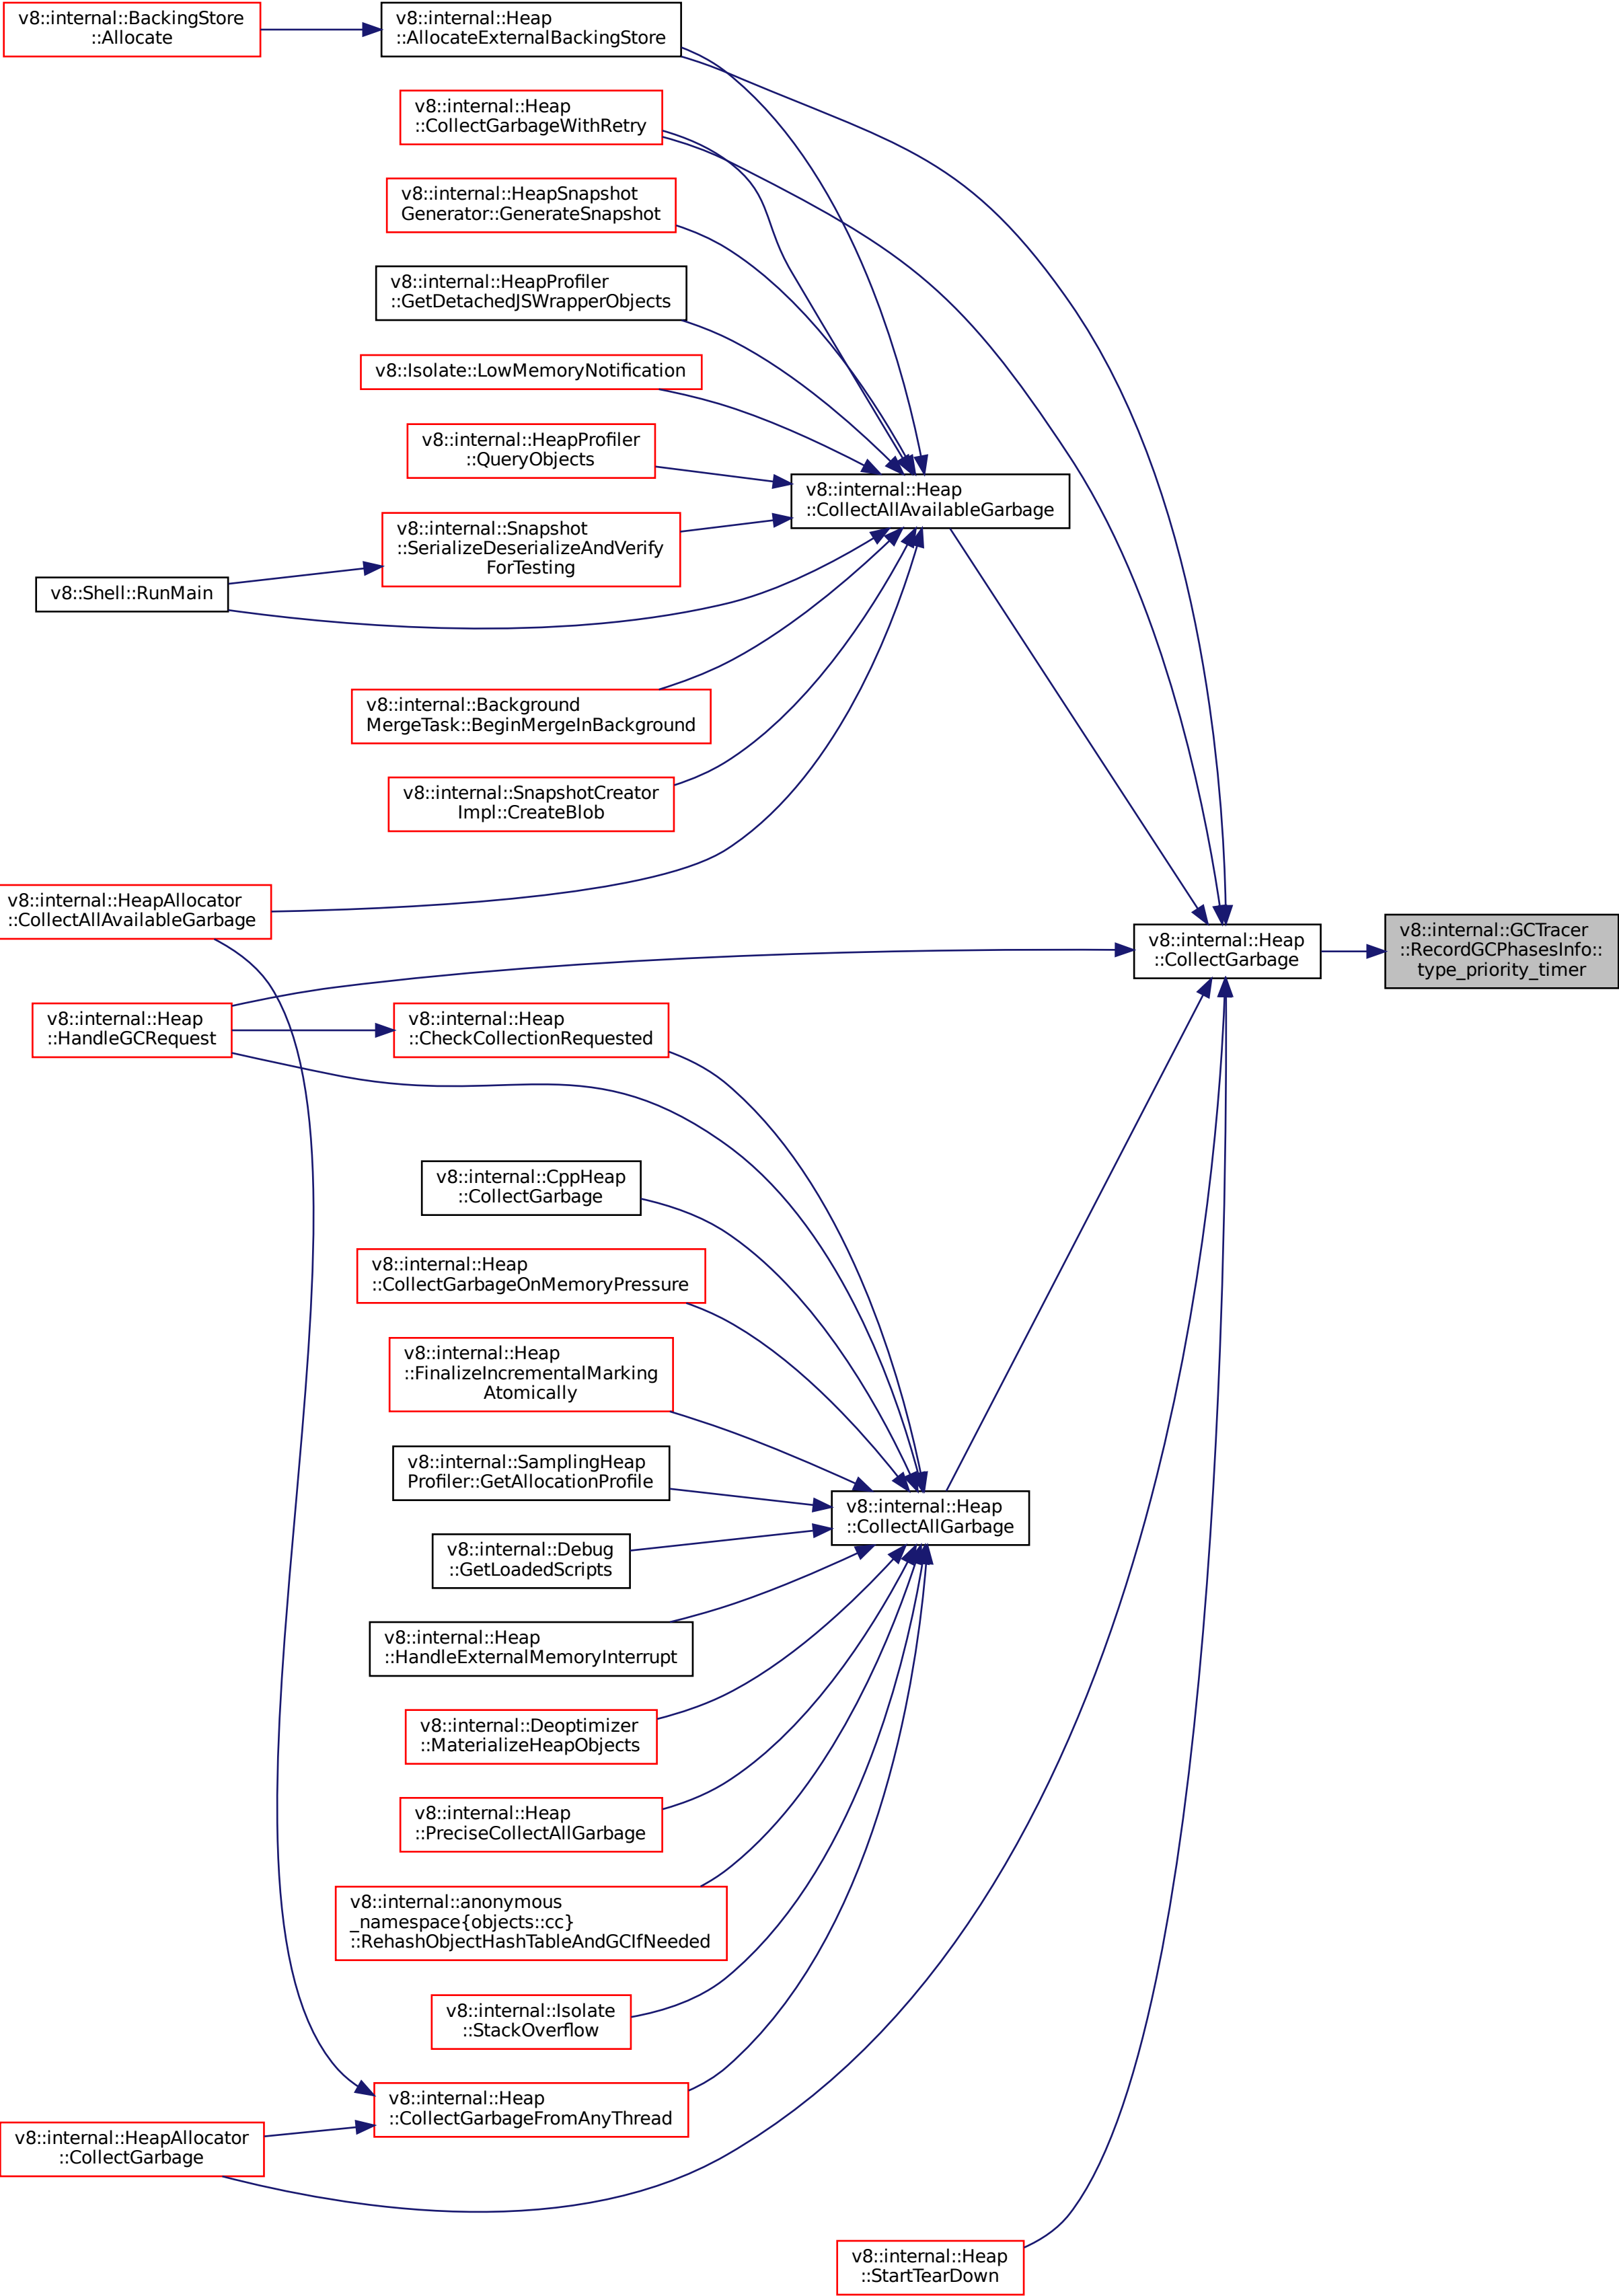 v8::internal::BackingStore
::Allocate
v8::internal::Heap
::AllocateExternalBackingStore
v8::internal::Heap
::CollectGarbageWithRetry
v8::internal::HeapSnapshot
Generator::GenerateSnapshot
v8::internal::HeapProfiler
::GetDetachedJSWrapperObjects
v8::Isolate::LowMemoryNotification
v8::internal::HeapProfiler
::QueryObjects
v8::internal::Heap
::CollectAllAvailableGarbage
v8::internal::Snapshot
::SerializeDeserializeAndVerify
ForTesting
v8::Shell::RunMain
v8::internal::Background
MergeTask::BeginMergeInBackground
v8::internal::SnapshotCreator
Impl::CreateBlob
v8::internal::HeapAllocator
::CollectAllAvailableGarbage
v8::internal::Heap
::CollectGarbage
v8::internal::GCTracer
::RecordGCPhasesInfo::
type_priority_timer
v8::internal::Heap
::HandleGCRequest
v8::internal::Heap
::CheckCollectionRequested
v8::internal::CppHeap
::CollectGarbage
v8::internal::Heap
::CollectGarbageOnMemoryPressure
v8::internal::Heap
::FinalizeIncrementalMarking
Atomically
v8::internal::SamplingHeap
Profiler::GetAllocationProfile
v8::internal::Heap
::CollectAllGarbage
v8::internal::Debug
::GetLoadedScripts
v8::internal::Heap
::HandleExternalMemoryInterrupt
v8::internal::Deoptimizer
::MaterializeHeapObjects
v8::internal::Heap
::PreciseCollectAllGarbage
v8::internal::anonymous
_namespace{objects::cc}
::RehashObjectHashTableAndGCIfNeeded
v8::internal::Isolate
::StackOverflow
v8::internal::Heap
::CollectGarbageFromAnyThread
v8::internal::HeapAllocator
::CollectGarbage
v8::internal::Heap
::StartTearDown